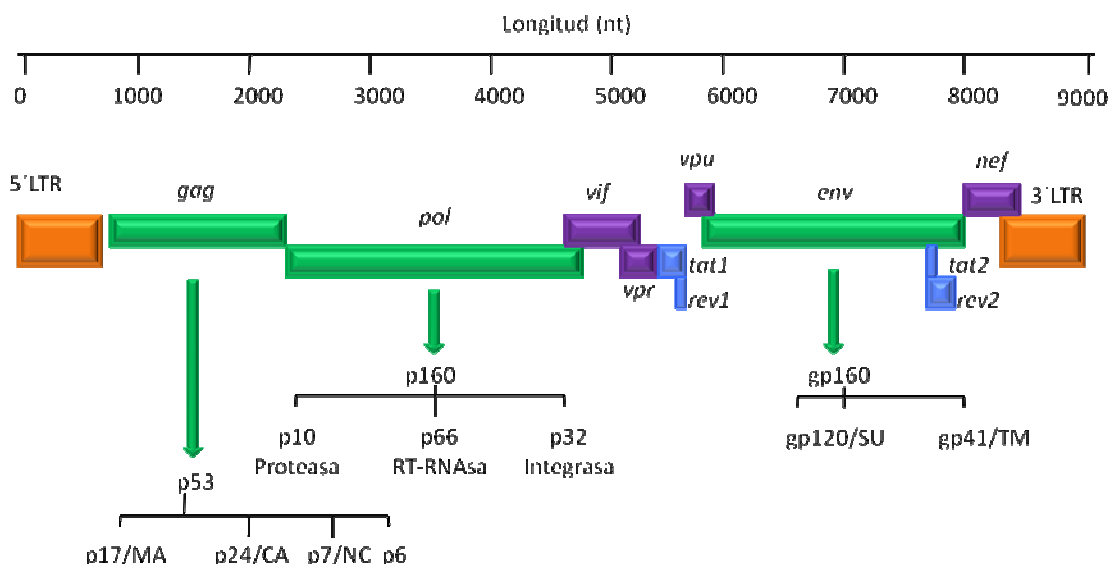 Longitud (nt)
0 1000 2000 3000 4000 5000 6000 7000 8000 9000
vpu nef
5´LTR gag vif env 3´LTR
pol
tat1 tat2
vpr rev1 rev2
p160 gp160
p10 p66 p32 gp120/SU gp41/TM
Proteasa RT-RNAsa Integrasa
p53
p17/MA p24/CA p7/NC p6